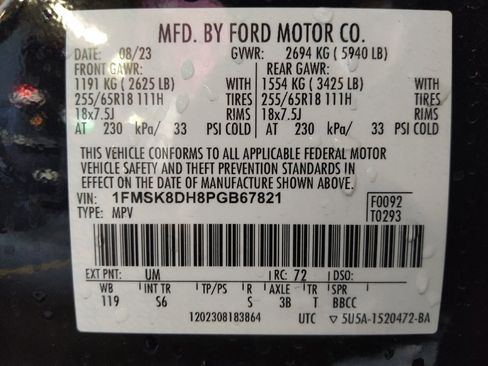 MFD. BY FORD MOTOR CO.
DATE: 08/23 GVWR: 2694 KG ( 5940 LB)
FRONT GAWR: REAR GAWR:
1191 KG ( 2625 LB) WITH 1554 KG ( 3425 LB) WITH
255/65R18 111H TIRES 255/65R18 111H TIRES
18x7.5J RIMS 18x7.5J RIMS
AT 230 kPa/ 33 PSI COLD AT 230 kPa/ 33 PSI COLD
THIS VEHICLE CONFORMS TO ALL APPLICABLE FEDERAL MOTOR
VEHICLE SAFETY AND THEFT PREVENTION STANDARDS IN
EFFECT ON THE DATE OF MANUFACTURE SHOWN ABOVE.
VIN: 1FMSK8DH8PGB67821 F0092
TYPE: MPV T0293
EXT PNT: UM RC: 72 DSO:
WB INT TR TP/PS R AXLE TR SPR
119 S6 S 3B T BBCC
1202308183864 UTC 5U5A-1520472-BA